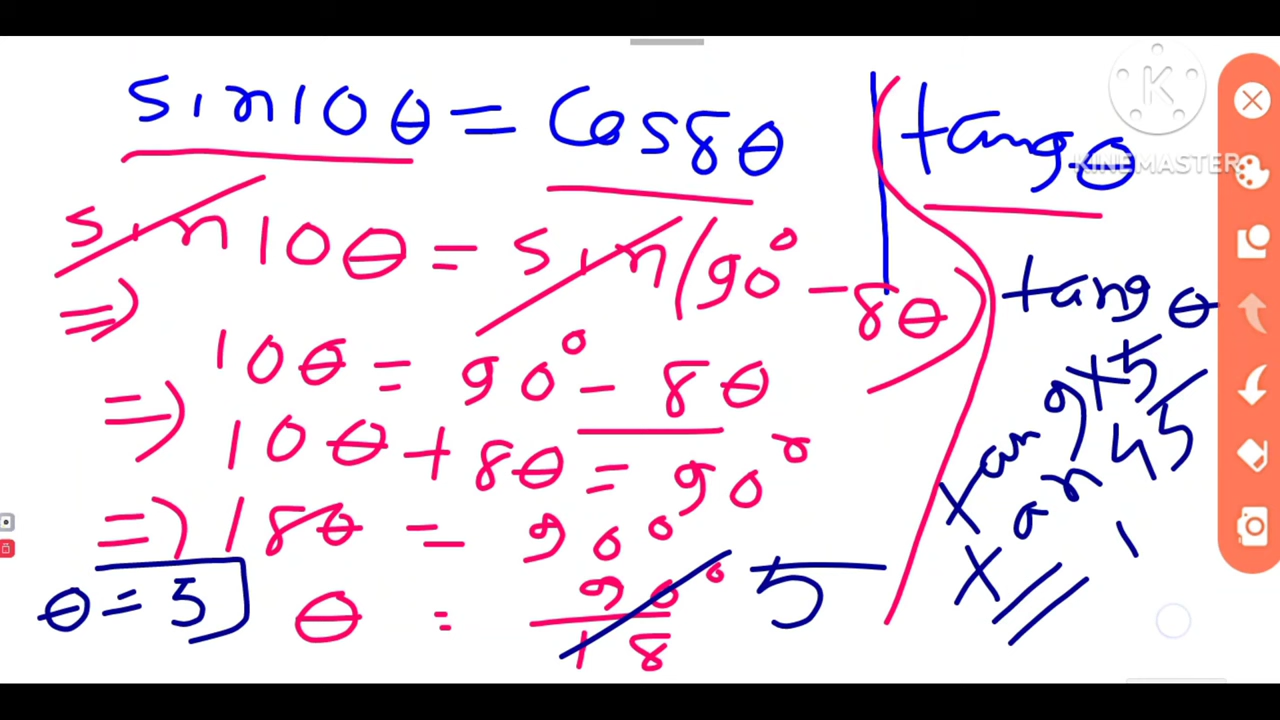 sin10θ = cos8θ
sin10θ = sin(90° - 8θ)
⇒ 10θ = 90° - 8θ
⇒ 10θ + 8θ = 90°
⇒ 18θ = 90°
θ = 90°/18 5
θ = 5
tan9θ
tan9θ
tan9×5
tan45
= 1
KINEMASTER
K